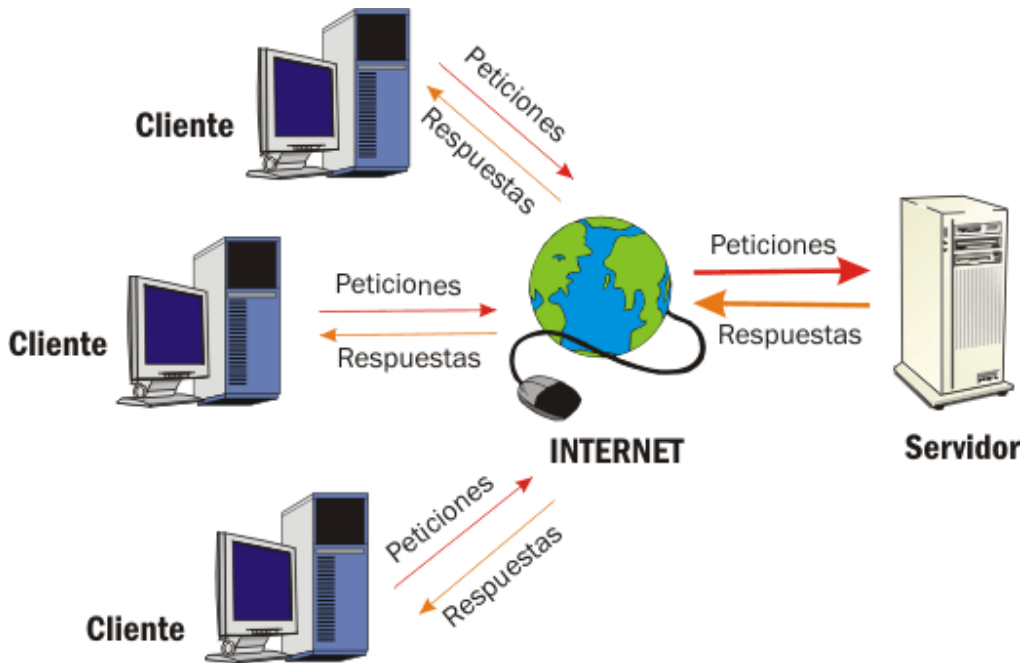 Cliente
Peticiones
Respuestas
Cliente
Peticiones
Respuestas
INTERNET
Peticiones
Respuestas
Servidor
Cliente
Peticiones
Respuestas